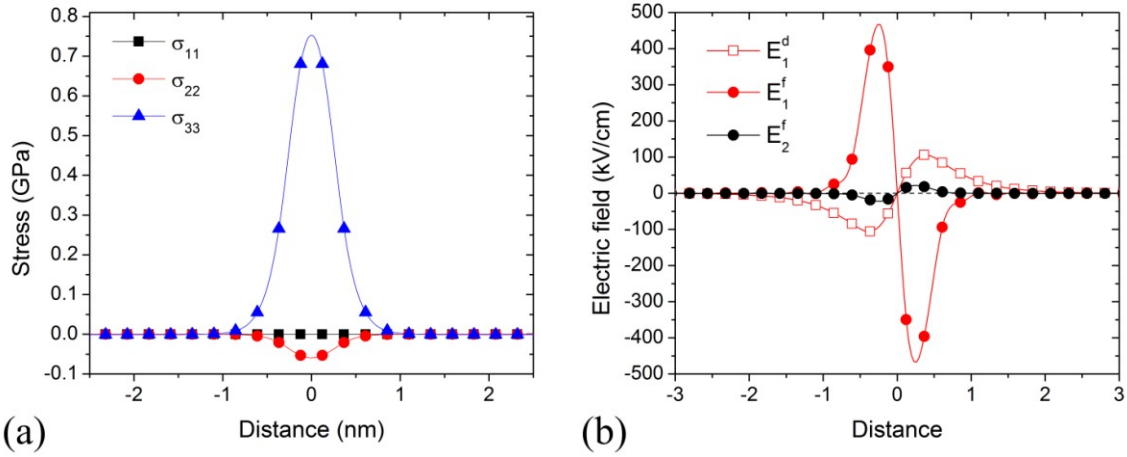 0.8
0.7
0.6
0.5
0.4
0.3
0.2
0.1
0.0
-0.1
Stress (GPa)
σ11
σ22
σ33
-2 -1 0 1 2
Distance (nm)
(a)
500
400
300
200
100
0
-100
-200
-300
-400
-500
Electric field (kV/cm)
E1d
E1f
E2f
-3 -2 -1 0 1 2 3
Distance
(b)